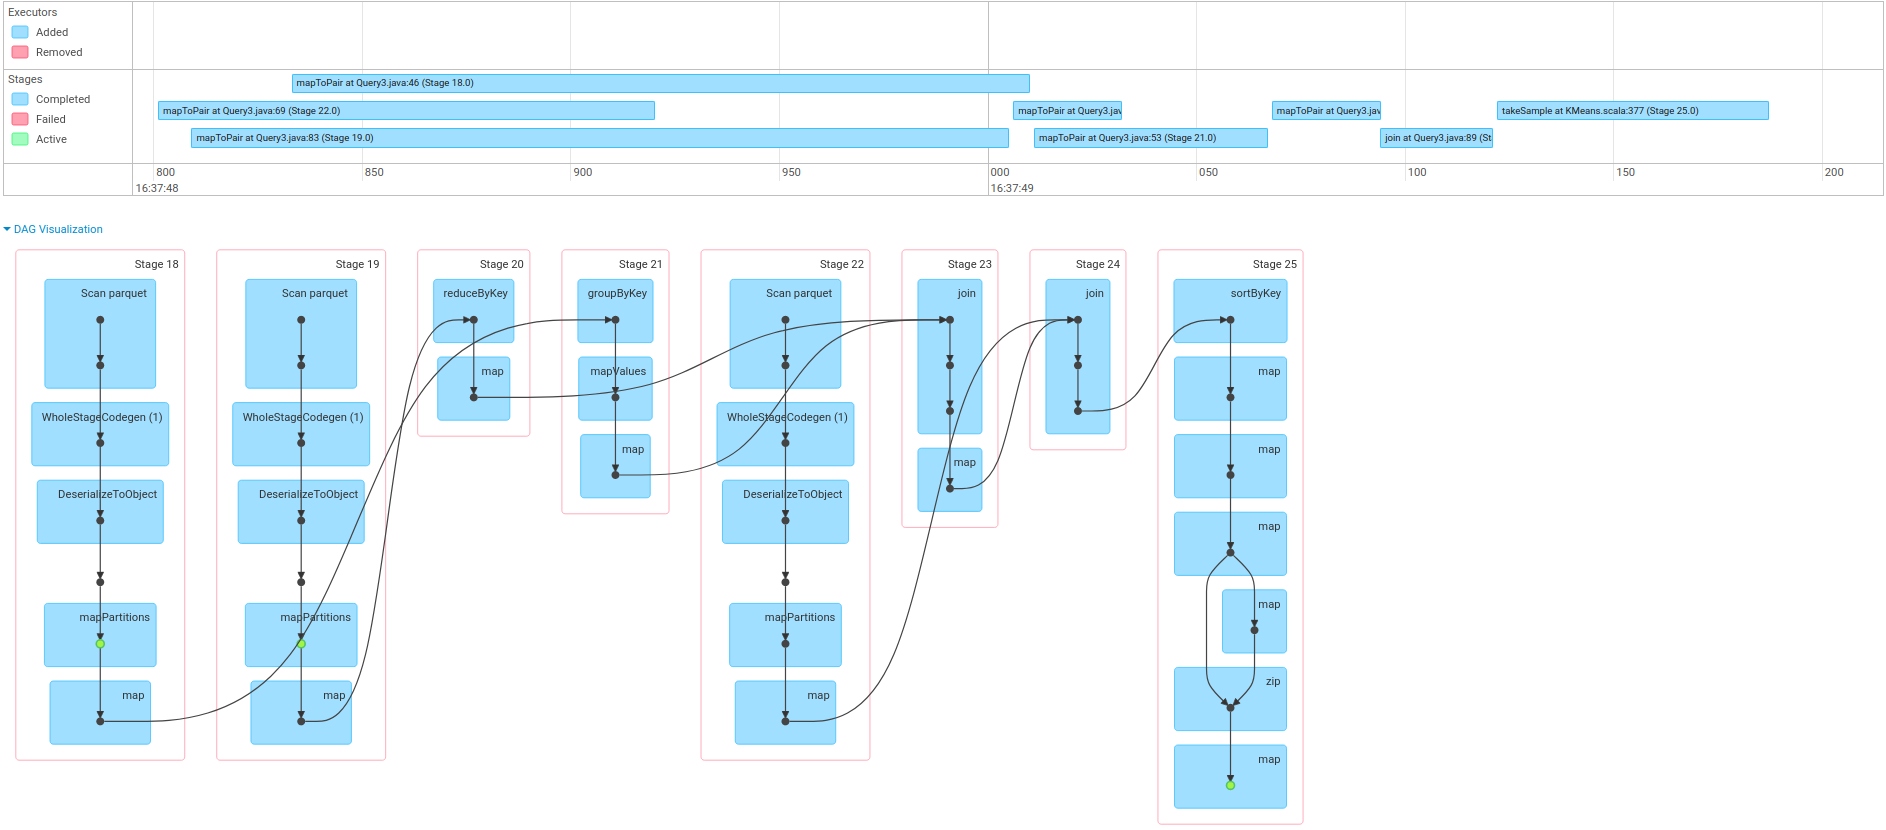 Executors
Added
Removed
Stages
Completed
Failed
Active
mapToPair at Query3.java:46 (Stage 18.0)
mapToPair at Query3.java:69 (Stage 22.0)
mapToPair at Query3.jav
mapToPair at Query3.jav
takeSample at KMeans.scala:377 (Stage 25.0)
mapToPair at Query3.java:83 (Stage 19.0)
mapToPair at Query3.java:53 (Stage 21.0)
join at Query3.java:89 (St
800
850
900
950
000
050
100
150
200
16:37:48
16:37:49
DAG Visualization
Stage 18
Scan parquet
WholeStageCodegen (1)
DeserializeToObject
mapPartitions
map
Stage 19
Scan parquet
WholeStageCodegen (1)
DeserializeToObject
mapPartitions
map
Stage 20
reduceByKey
map
Stage 21
groupByKey
mapValues
map
Stage 22
Scan parquet
WholeStageCodegen (1)
DeserializeToObject
mapPartitions
map
Stage 23
join
map
Stage 24
join
Stage 25
sortByKey
map
map
map
map
zip
map